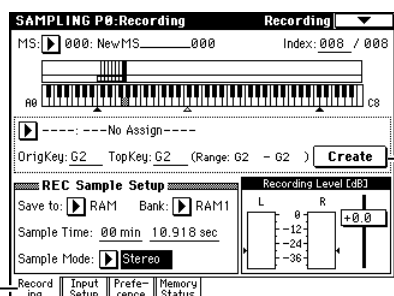 SAMPLING P0:Recording Recording
MS: 000: NewMS_______000 Index: 008 / 008
A0 C8
----: ---No Assign----
OrigKey: G2 TopKey: G2 (Range: G2 - G2 ) Create
REC Sample Setup
Save to: RAM Bank: RAM1
Sample Time: 00 min 10.918 sec
Sample Mode: Stereo
Recording Level [dB]
L R
0
-12
-24
-36
+0.0
Record
ing
Input
Setup
Prefe-
rence
Memory
Status